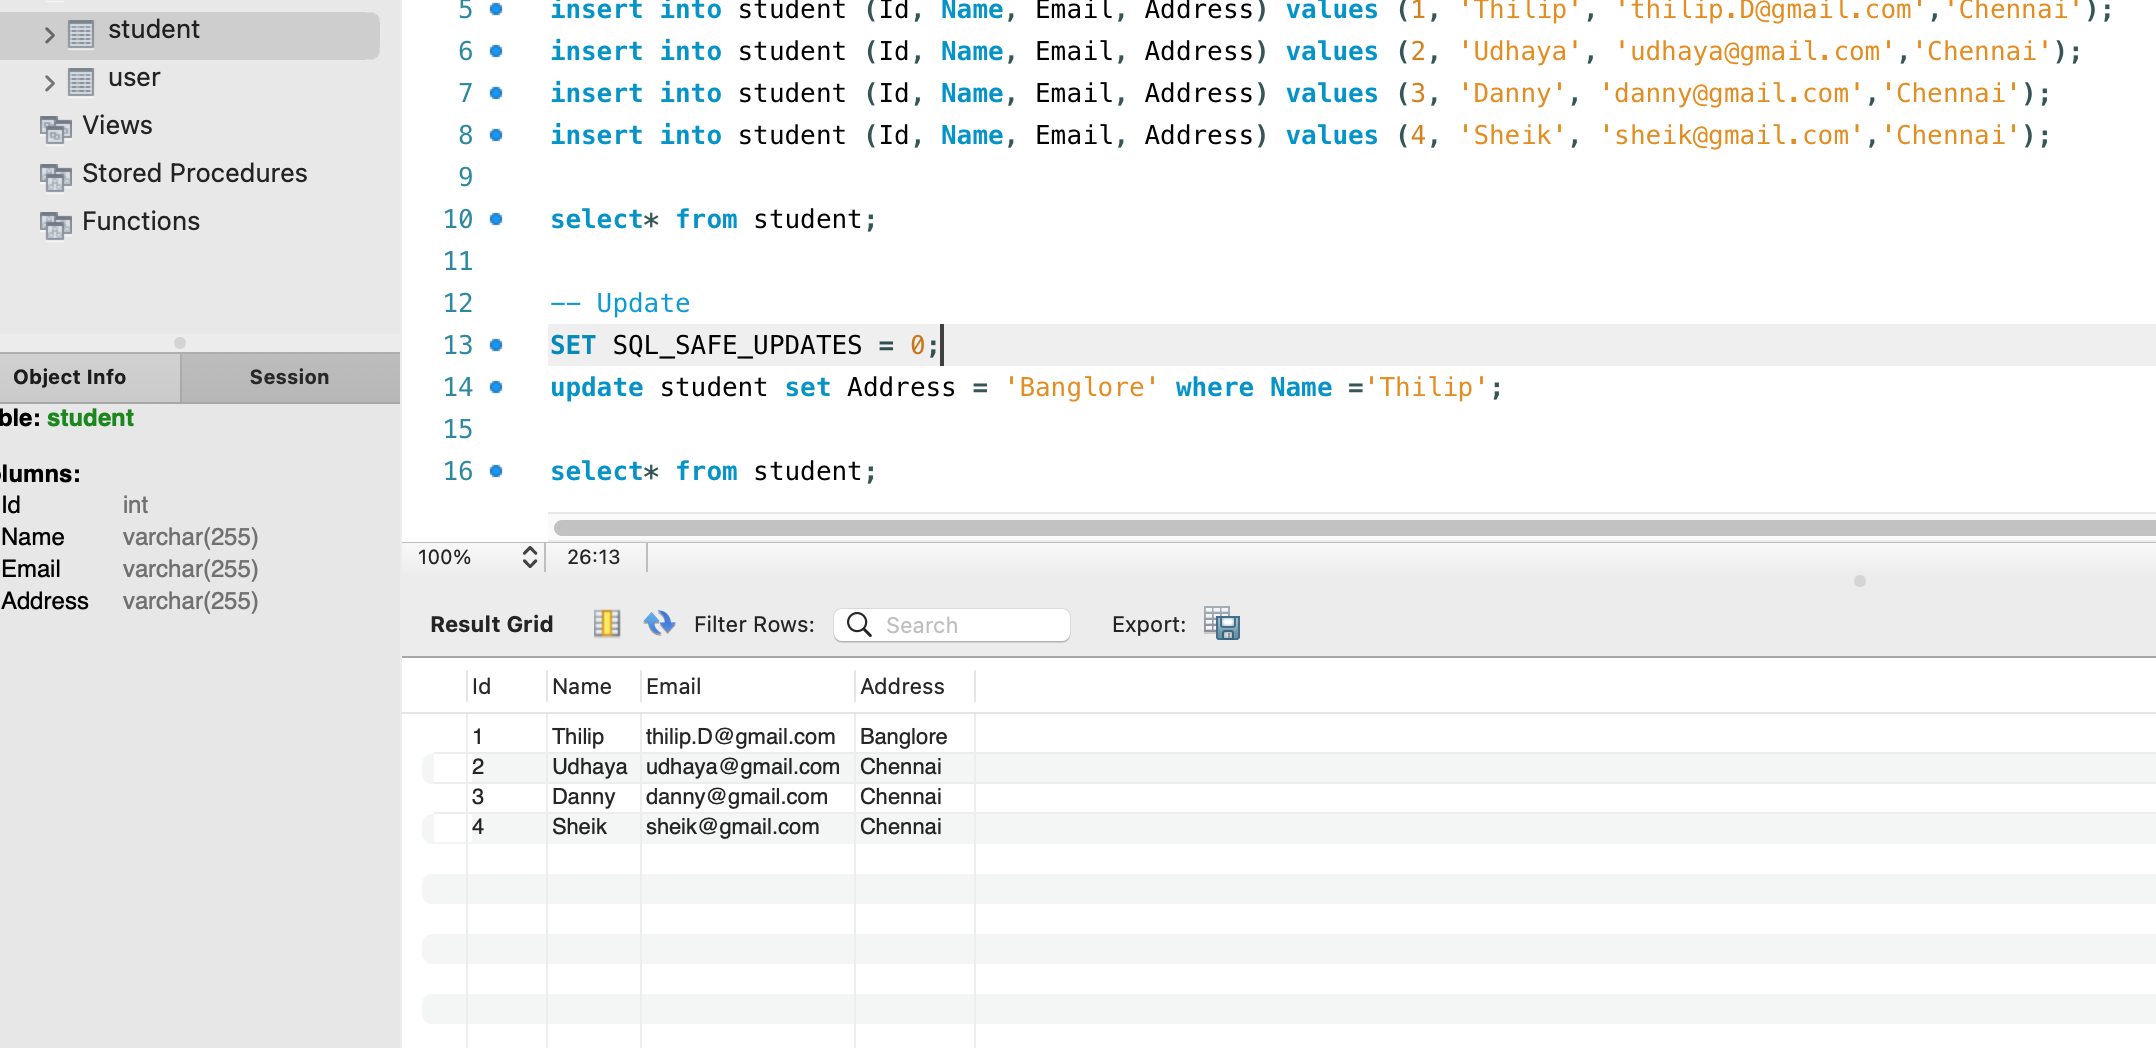 student
user
Views
Stored Procedures
Functions
Object Info Session
ble: student
lumns:
Id int
Name varchar(255)
Email varchar(255)
Address varchar(255)
5 insert into student (Id, Name, Email, Address) values (1, 'Thilip', 'thilip.D@gmail.com','Chennai');
6 insert into student (Id, Name, Email, Address) values (2, 'Udhaya', 'udhaya@gmail.com','Chennai');
7 insert into student (Id, Name, Email, Address) values (3, 'Danny', 'danny@gmail.com','Chennai');
8 insert into student (Id, Name, Email, Address) values (4, 'Sheik', 'sheik@gmail.com','Chennai');
9
10 select* from student;
11
12 -- Update
13 SET SQL_SAFE_UPDATES = 0;
14 update student set Address = 'Banglore' where Name ='Thilip';
15
16 select* from student;
100% 26:13
Result Grid Filter Rows: Search Export:
Id Name Email Address
1 Thilip thilip.D@gmail.com Banglore
2 Udhaya udhaya@gmail.com Chennai
3 Danny danny@gmail.com Chennai
4 Sheik sheik@gmail.com Chennai